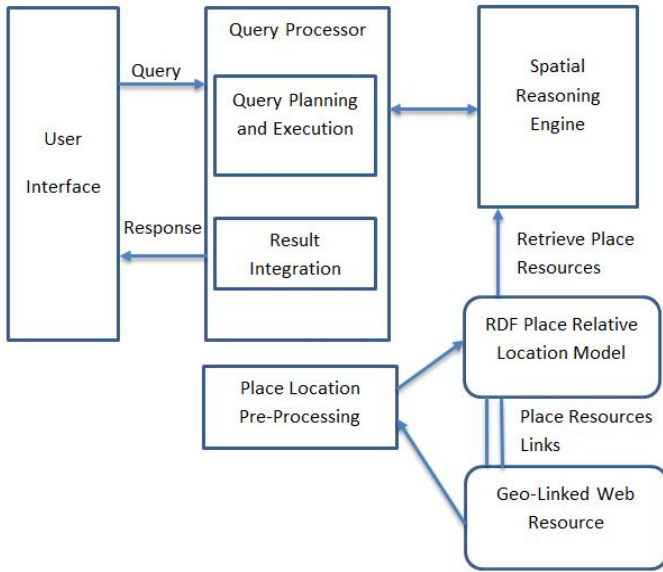 Query Processor
Query
Query Planning
and Execution
Spatial
Reasoning
Engine
User
Interface
Response
Result
Integration
Retrieve Place
Resources
RDF Place Relative
Location Model
Place Location
Pre-Processing
Place Resources
Links
Geo-Linked Web
Resource